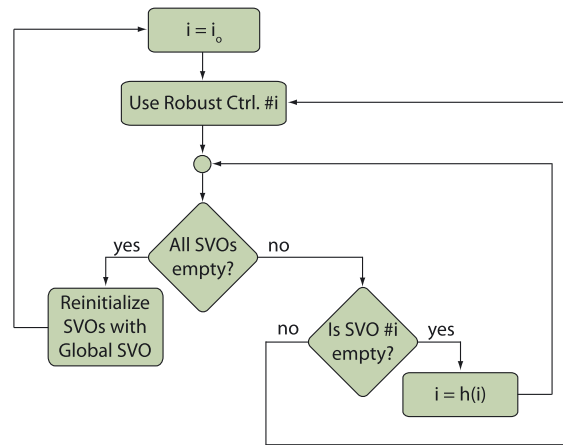 i = i₀
Use Robust Ctrl. #i
All SVOs
empty?
yes
no
Reinitialize
SVOs with
Global SVO
Is SVO #i
empty?
no
yes
i = h(i)